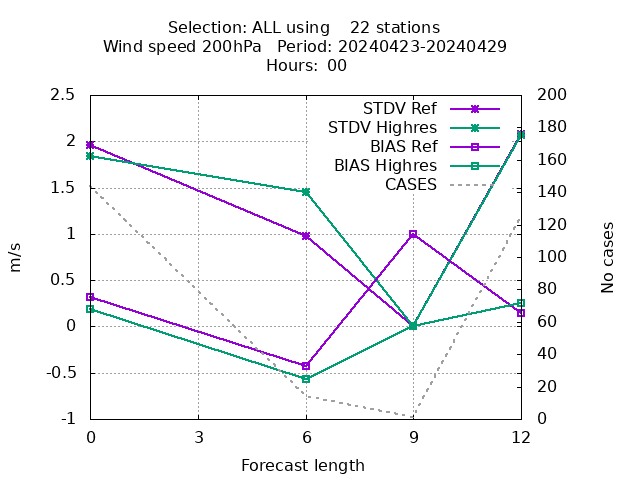 Selection: ALL using    22 stations
Wind speed 200hPa   Period: 20240423-20240429
Hours:  00
2.5
2
1.5
1
0.5
0
-0.5
-1
m/s
STDV Ref
STDV Highres
BIAS Ref
BIAS Highres
CASES
200
180
160
140
120
100
80
60
40
20
0
No cases
0
3
6
9
12
Forecast length